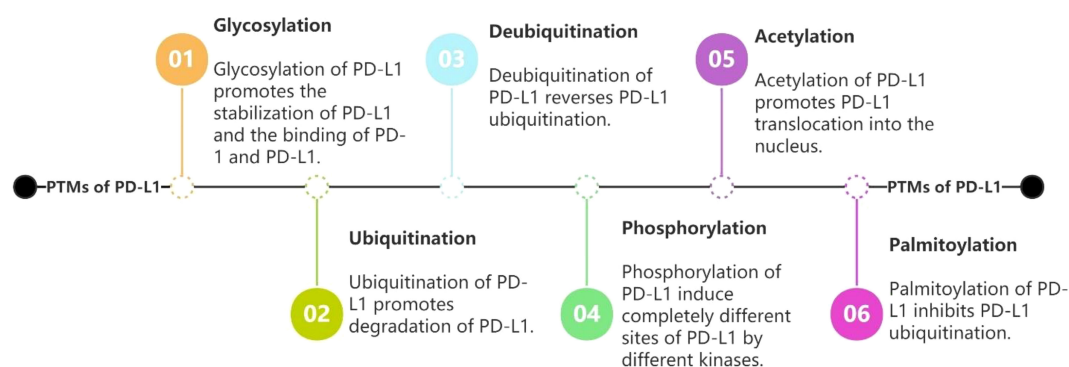 01
Glycosylation
Glycosylation of PD-L1
promotes the
stabilization of PD-L1
and the binding of PD-
1 and PD-L1.
03
Deubiquitination
Deubiquitination of
PD-L1 reverses PD-L1
ubiquitination.
05
Acetylation
Acetylation of PD-L1
promotes PD-L1
translocation into the
nucleus.
PTMs of PD-L1
PTMs of PD-L1
02
Ubiquitination
Ubiquitination of PD-
L1 promotes
degradation of PD-L1.
04
Phosphorylation
Phosphorylation of
PD-L1 induce
completely different
sites of PD-L1 by
different kinases.
06
Palmitoylation
Palmitoylation of PD-
L1 inhibits PD-L1
ubiquitination.